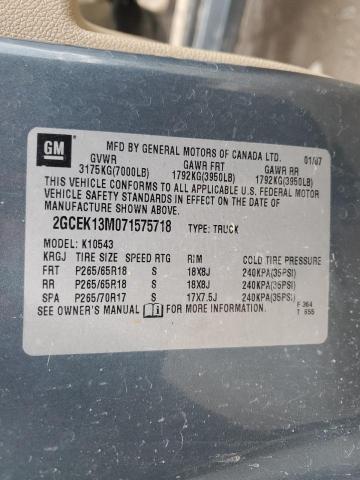 GM
MFD BY GENERAL MOTORS OF CANADA LTD. 01/07
GVWR GAWR FRT GAWR RR
3175KG(7000LB) 1792KG(3950LB) 1792KG(3950LB)
THIS VEHICLE CONFORMS TO ALL APPLICABLE U.S. FEDERAL MOTOR
VEHICLE SAFETY STANDARDS IN EFFECT ON THE DATE OF
MANUFACTURE SHOWN ABOVE.
2GCEK13M071575718 TYPE: TRUCK
MODEL: K10543
KRGJ TIRE SIZE SPEED RTG RIM COLD TIRE PRESSURE
FRT P265/65R18 S 18X8J 240KPA(35PSI)
RR P265/65R18 S 18X8J 240KPA(35PSI)
SPA P265/70R17 S 17X7.5J 240KPA(35PSI)
SEE OWNER'S MANUAL FOR MORE F 364
INFORMATION. T 655